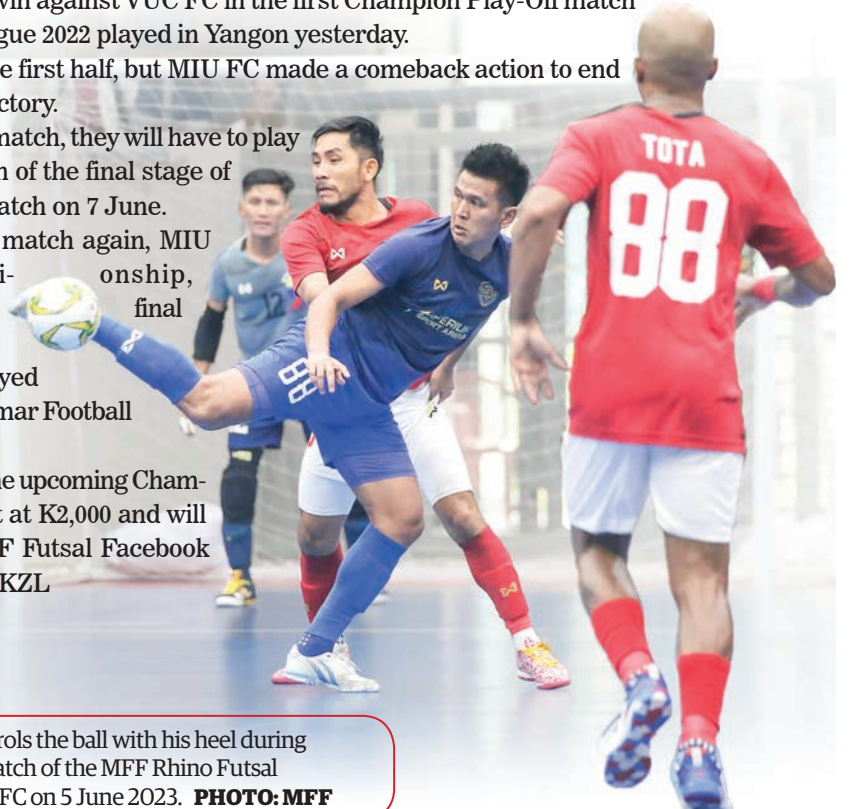 win against VUC FC in the first Champion Play-Off match
gue 2022 played in Yangon yesterday.
e first half, but MIU FC made a comeback action to end
ctory.
match, they will have to play
n of the final stage of
atch on 7 June.
match again, MIU
i- onship,
final
yed
mar Football
ne upcoming Cham-
t at K2,000 and will
F Futsal Facebook
KZL
TOTA
88
12
88
SPORT ARENA
rols the ball with his heel during
atch of the MFF Rhino Futsal
FC on 5 June 2023. PHOTO: MFF